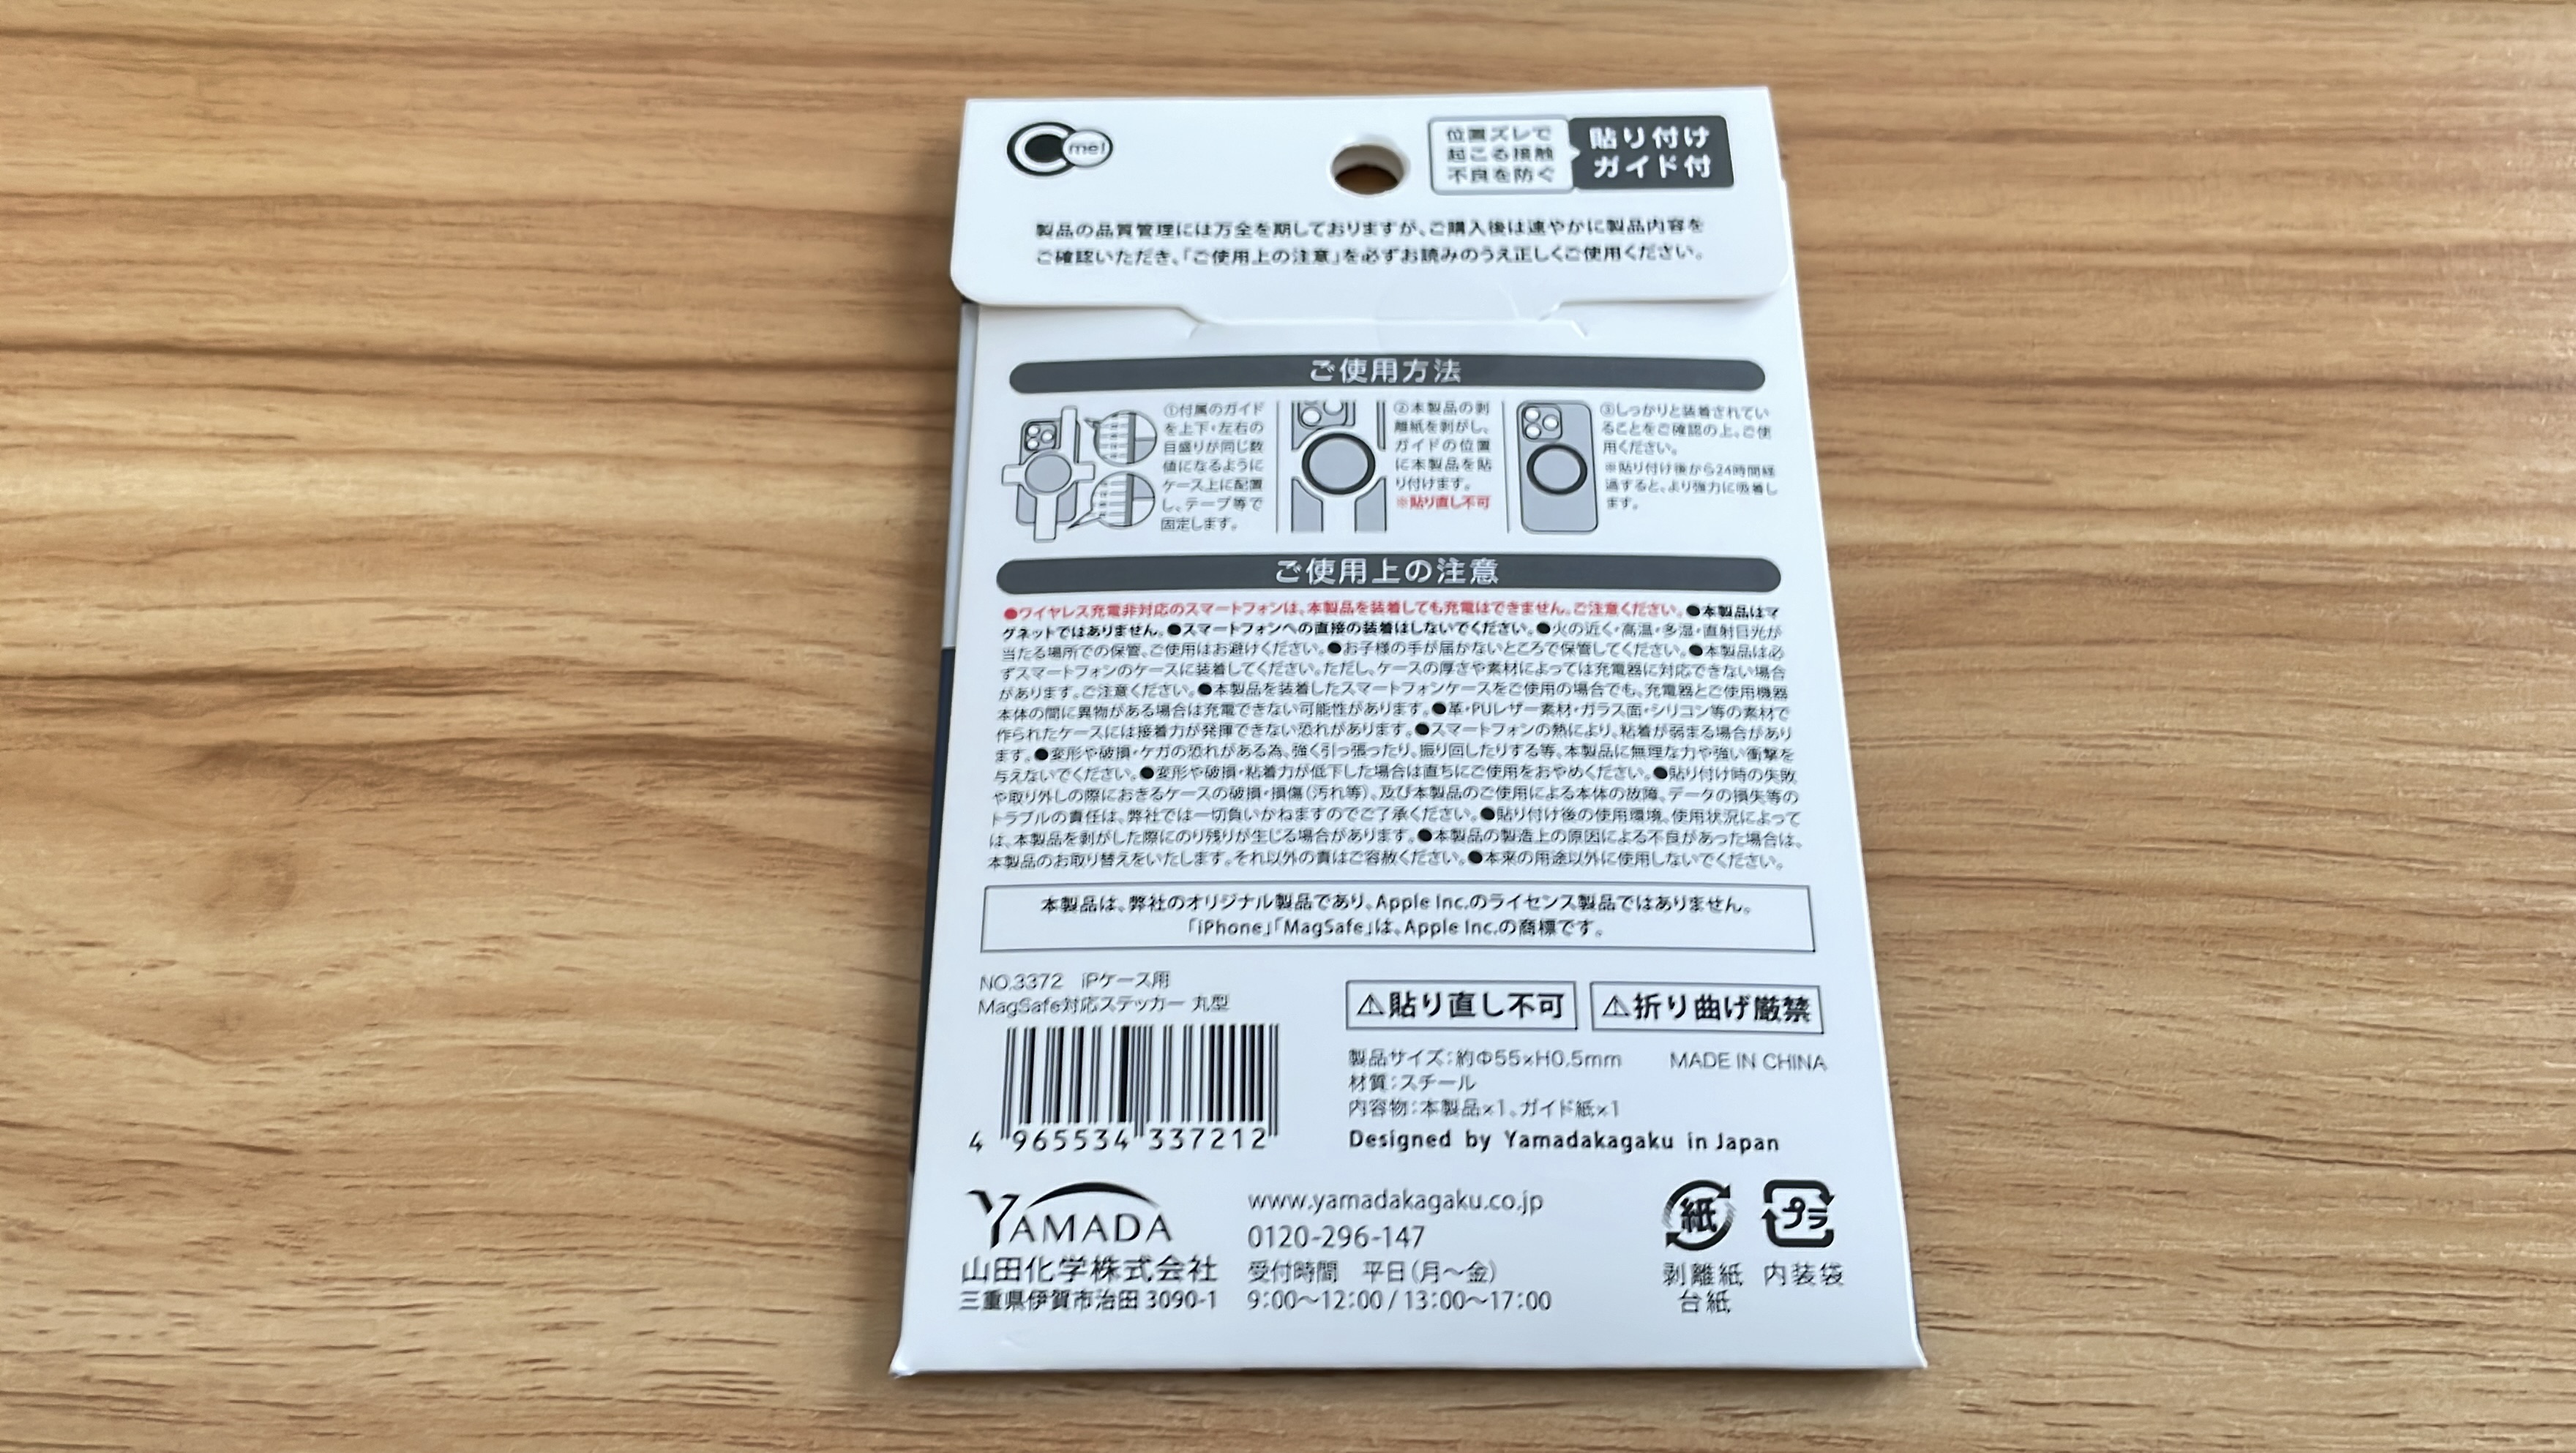 C me!
位置ズレで
起こる接触
不良を防ぐ
貼り付け
ガイド付
製品の品質管理には万全を期しておりますが、ご購入後は速やかに製品内容を
ご確認いただき、「ご使用上の注意」を必ずお読みのうえ正しくご使用ください。
ご使用方法
①付属のガイド
を上下・左右の
目盛りが同じ数
値になるように
ケース上に配置
し、テープ等で
固定します。
②本製品の剥
離紙を剥がし、
ガイドの位置
に本製品を貼
り付けます。
※貼り直し不可
③しっかりと装着されてい
ることをご確認の上、ご使
用ください。
※貼り付け後から24時間経
過すると、より強力に吸着し
ます。
ご使用上の注意
●ワイヤレス充電非対応のスマートフォンは、本製品を装着しても充電はできません。ご注意ください。●本製品はマ
グネットではありません。●スマートフォンへの直接の装着はしないでください。●火の近く・高温・多湿・直射日光が
当たる場所での保管、ご使用はお避けください。●お子様の手が届かないところで保管してください。●本製品は必
ずスマートフォンのケースに装着してください。ただし、ケースの厚さや素材によっては充電器に対応できない場合
があります。ご注意ください。●本製品を装着したスマートフォンケースをご使用の場合でも、充電器とご使用機器
本体の間に異物がある場合は充電できない可能性があります。●革・PUレザー素材・ガラス面・シリコン等の素材で
作られたケースには接着力が発揮できない恐れがあります。●スマートフォンの熱により、粘着が弱まる場合があり
ます。●変形や破損・ケガの恐れがある為、強く引っ張ったり、振り回したりする等、本製品に無理な力や強い衝撃を
与えないでください。●変形や破損・粘着力が低下した場合は直ちにご使用をおやめください。●貼り付け時の失敗
や取り外しの際におきるケースの破損・損傷(汚れ等)、及び本製品のご使用による本体の故障、データの損失等の
トラブルの責任は、弊社では一切負いかねますのでご了承ください。●貼り付け後の使用環境、使用状況によって
は、本製品を剥がした際にのり残りが生じる場合があります。●本製品の製造上の原因による不良があった場合は、
本製品のお取り替えをいたします。それ以外の責はご容赦ください。●本来の用途以外に使用しないでください。
本製品は、弊社のオリジナル製品であり、Apple Inc.のライセンス製品ではありません。
「iPhone」「MagSafe」は、Apple Inc.の商標です。
NO.3372 iPケース用
MagSafe対応ステッカー 丸型
4 965534 337212
⚠貼り直し不可
⚠折り曲げ厳禁
製品サイズ:約Φ55×H0.5mm MADE IN CHINA
材質:スチール
内容物:本製品×1、ガイド紙×1
Designed by Yamadakagaku in Japan
YAMADA
山田化学株式会社
三重県伊賀市治田 3090-1
www.yamadakagaku.co.jp
0120-296-147
受付時間 平日(月～金)
9:00～12:00 / 13:00～17:00
紙
剥離紙
台紙
プラ
内装袋